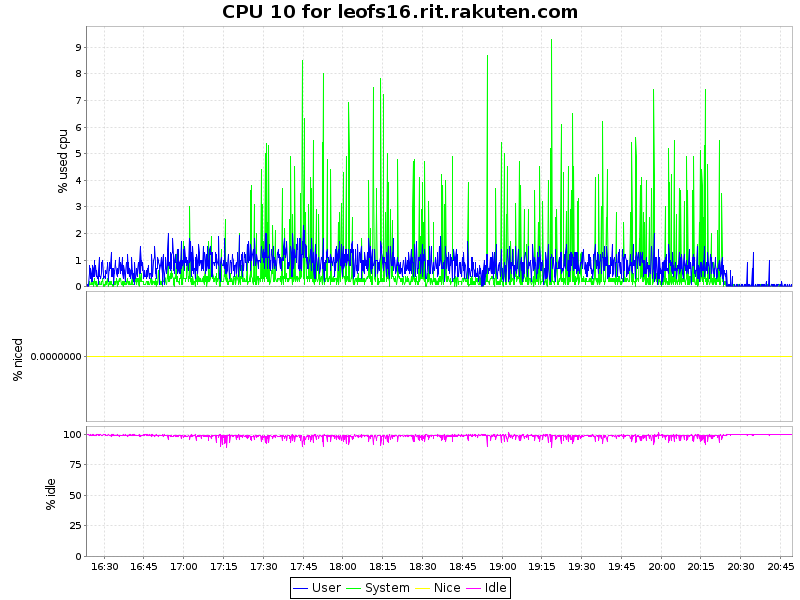 CPU 10 for leofs16.rit.rakuten.com
% used cpu
9
8
7
6
5
4
3
2
1
0
% niced
0.0000000
% idle
100
75
50
25
0
16:30 16:45 17:00 17:15 17:30 17:45 18:00 18:15 18:30 18:45 19:00 19:15 19:30 19:45 20:00 20:15 20:30 20:45
User System Nice Idle